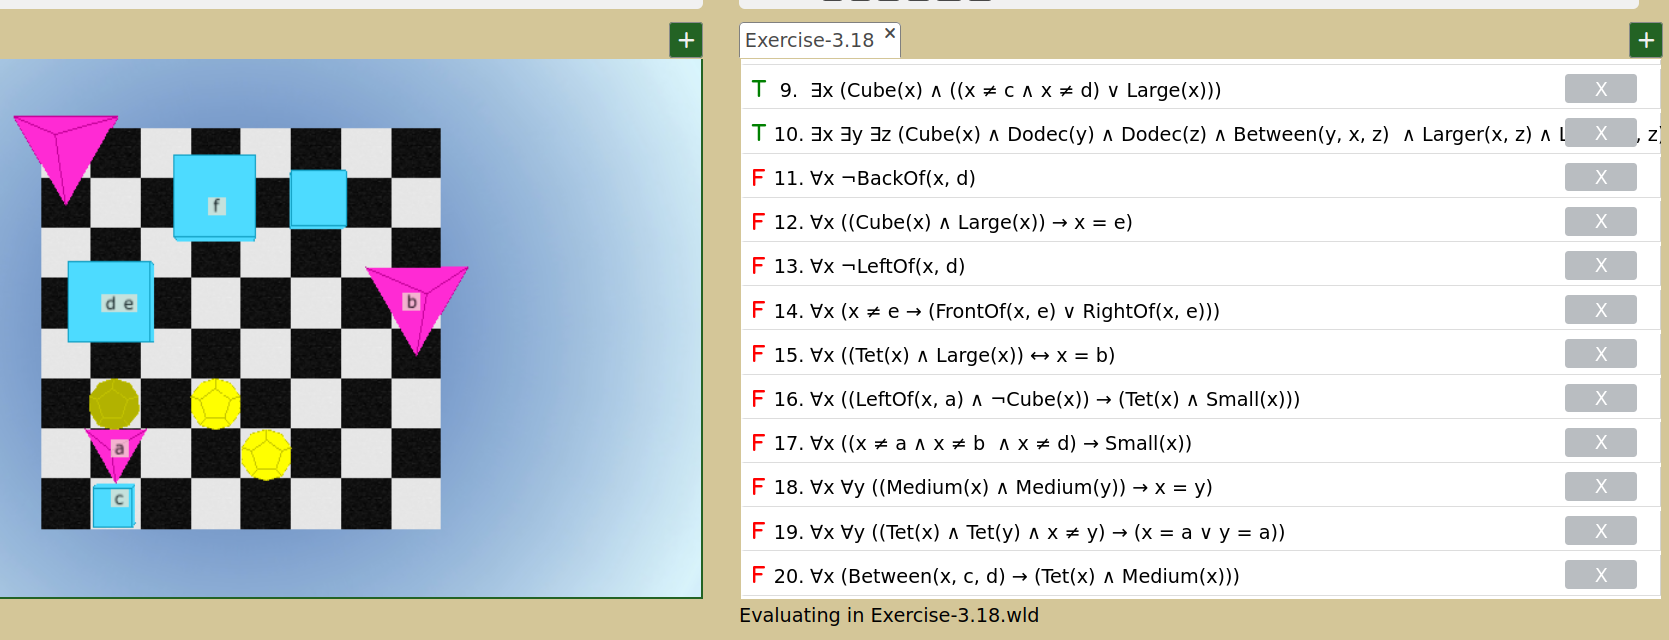 +
Exercise-3.18 ×
+
T 9. ∃x (Cube(x) ∧ ((x ≠ c ∧ x ≠ d) ∨ Large(x))) X
T 10. ∃x ∃y ∃z (Cube(x) ∧ Dodec(y) ∧ Dodec(z) ∧ Between(y, x, z) ∧ Larger(x, z) ∧ X , z)
F 11. ∀x ¬BackOf(x, d) X
F 12. ∀x ((Cube(x) ∧ Large(x)) → x = e) X
F 13. ∀x ¬LeftOf(x, d) X
F 14. ∀x (x ≠ e → (FrontOf(x, e) ∨ RightOf(x, e))) X
F 15. ∀x ((Tet(x) ∧ Large(x)) ↔ x = b) X
F 16. ∀x ((LeftOf(x, a) ∧ ¬Cube(x)) → (Tet(x) ∧ Small(x))) X
F 17. ∀x ((x ≠ a ∧ x ≠ b ∧ x ≠ d) → Small(x)) X
F 18. ∀x ∀y ((Medium(x) ∧ Medium(y)) → x = y) X
F 19. ∀x ∀y ((Tet(x) ∧ Tet(y) ∧ x ≠ y) → (x = a ∨ y = a)) X
F 20. ∀x (Between(x, c, d) → (Tet(x) ∧ Medium(x))) X
Evaluating in Exercise-3.18.wld
f
d e
b
a
c